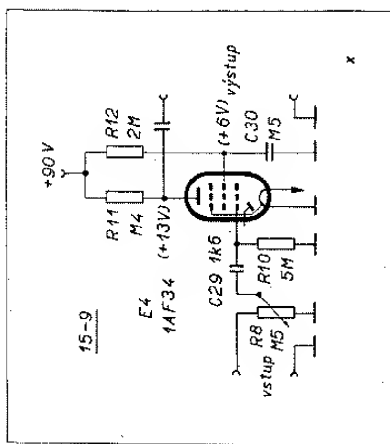 15-9
+90V
R11
M4
R12
2M
(+13V)
E4
1AF34
(+6V)
výstup
C29 1k6
C30
M5
R10
5M
R8
M5
vstup
x